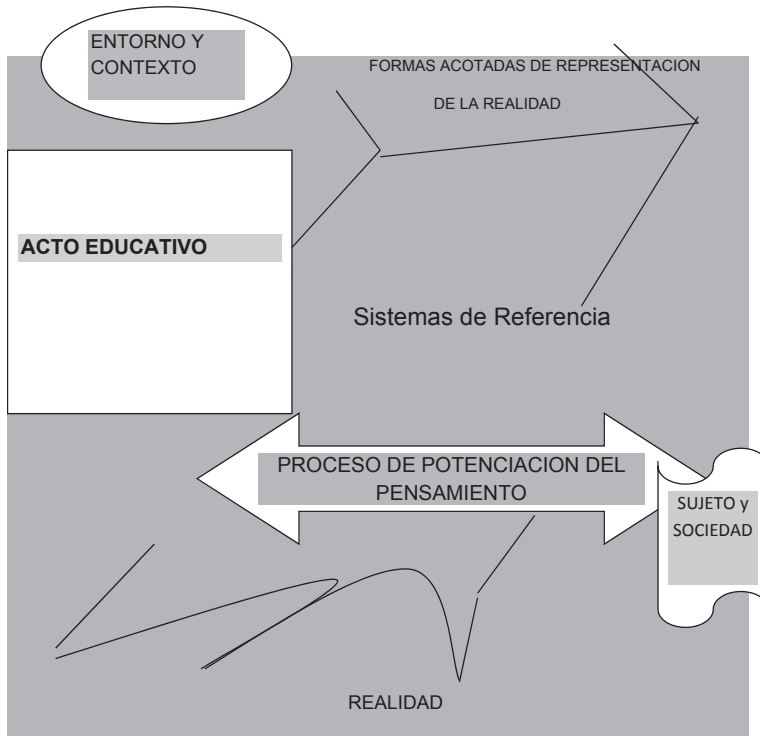 ENTORNO Y
CONTEXTO
FORMAS ACOTADAS DE REPRESENTACION
DE LA REALIDAD
ACTO EDUCATIVO
Sistemas de Referencia
PROCESO DE POTENCIACION DEL
PENSAMIENTO
SUJETO y
SOCIEDAD
REALIDAD